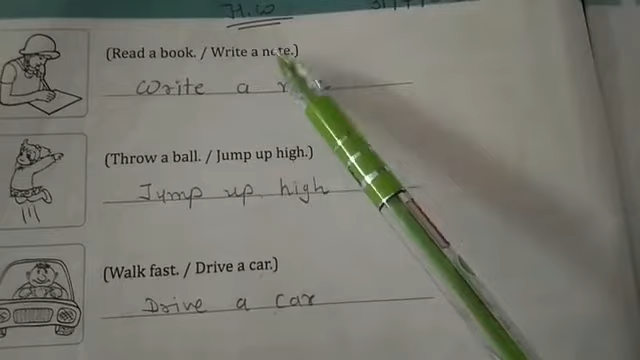 H.W
(Read a book. / Write a note.)
Write a
(Throw a ball. / Jump up high.)
Jump up high
(Walk fast. / Drive a car.)
Drive a car